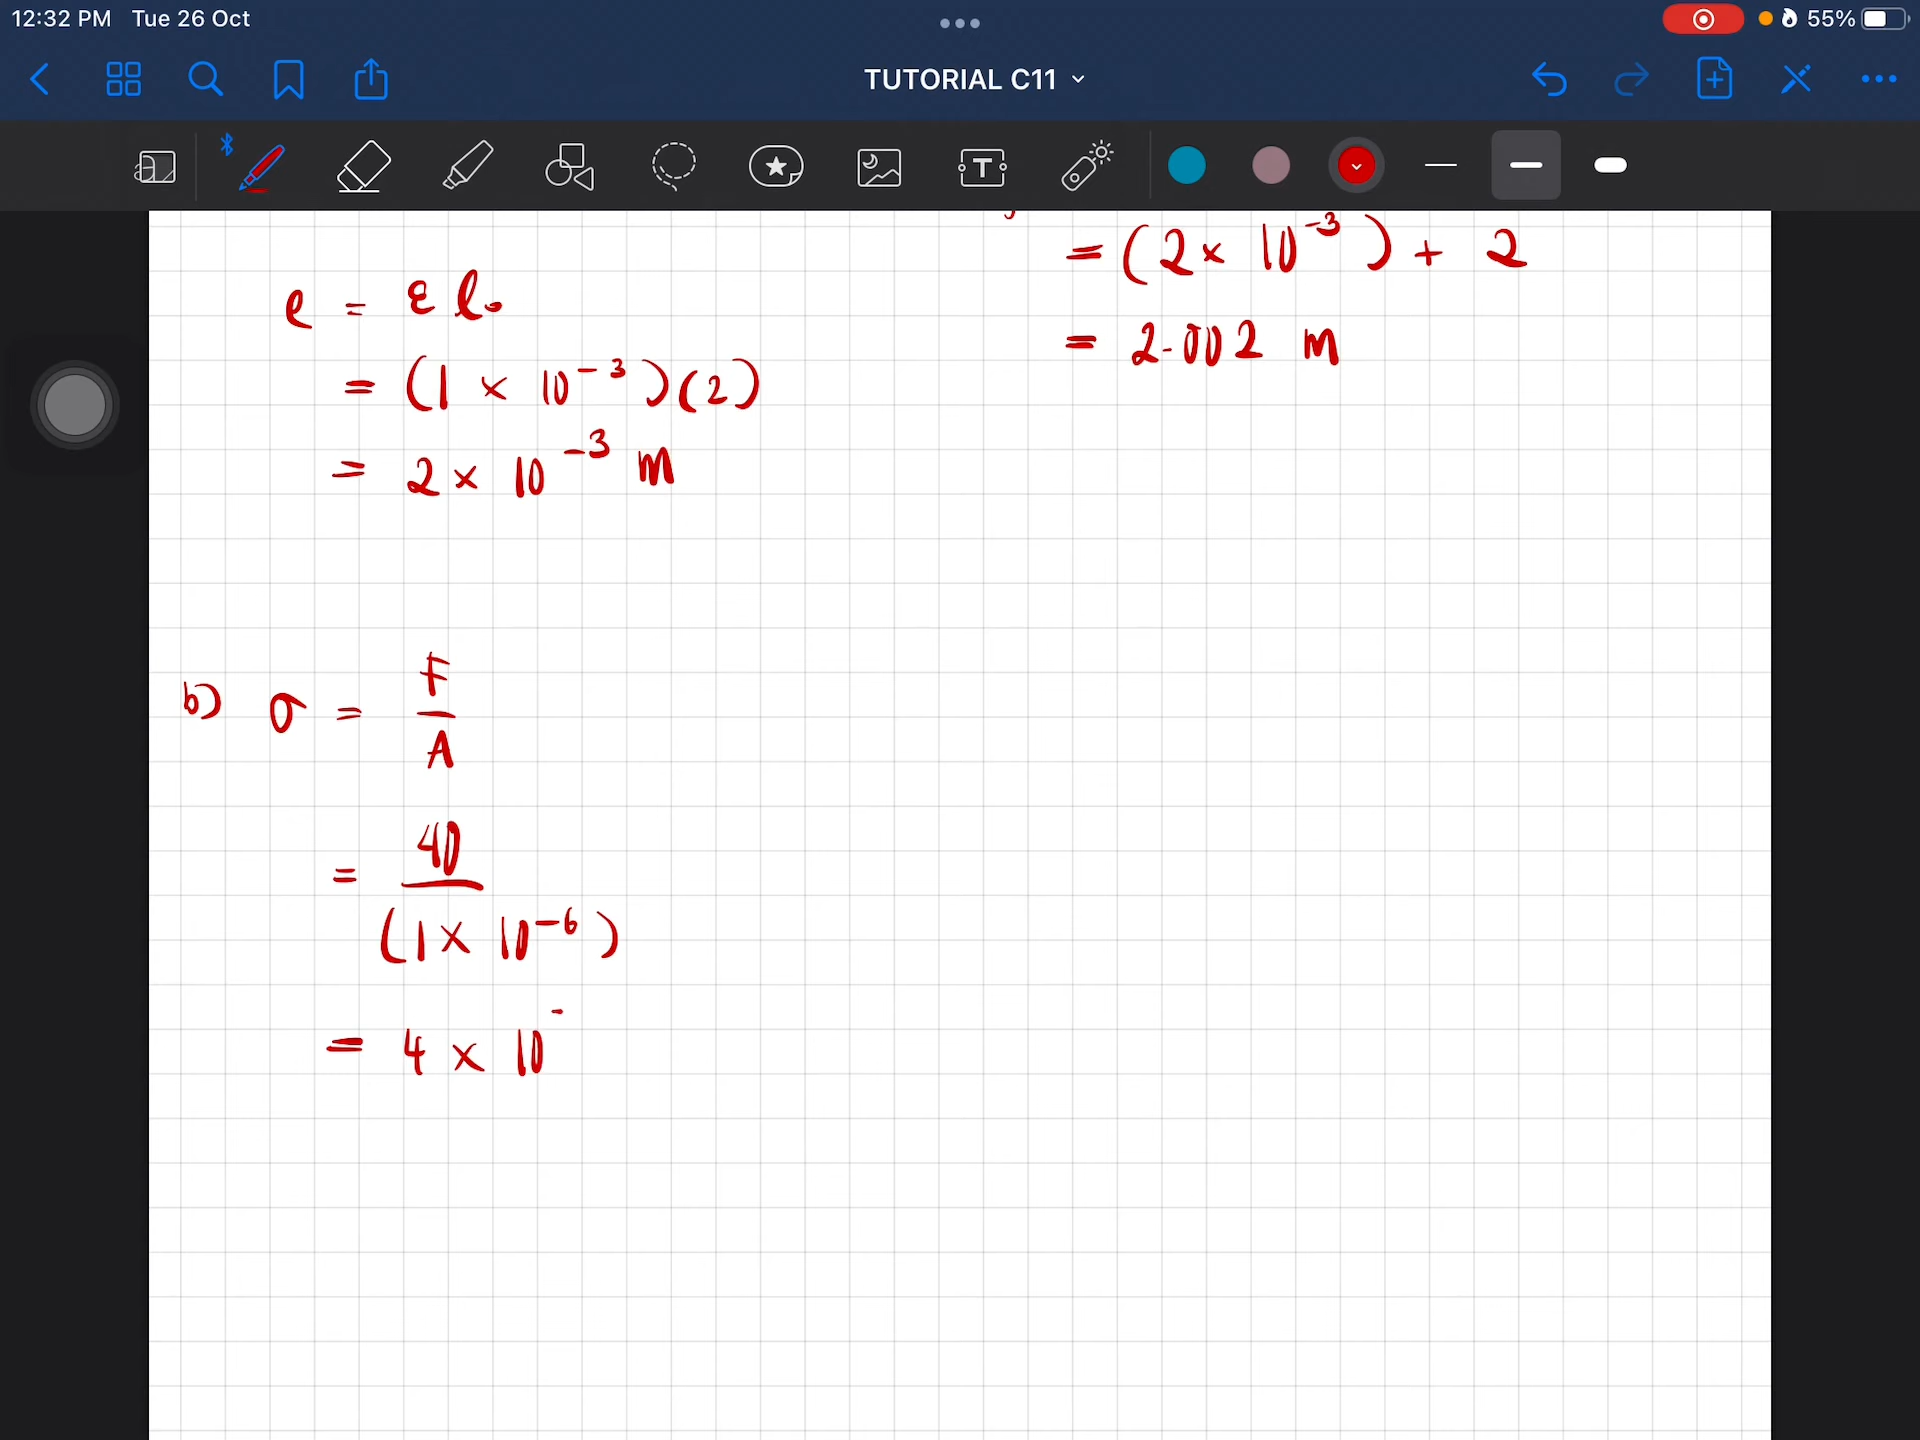 12:32 PM Tue 26 Oct
55%
TUTORIAL C11
T
= (2 × 10⁻³) + 2
e = ε l₀
= 2.002 m
= (1 × 10⁻³)(2)
= 2 × 10⁻³ m
b) σ = F/A
= 40/(1 × 10⁻⁶)
= 4 × 10⁻